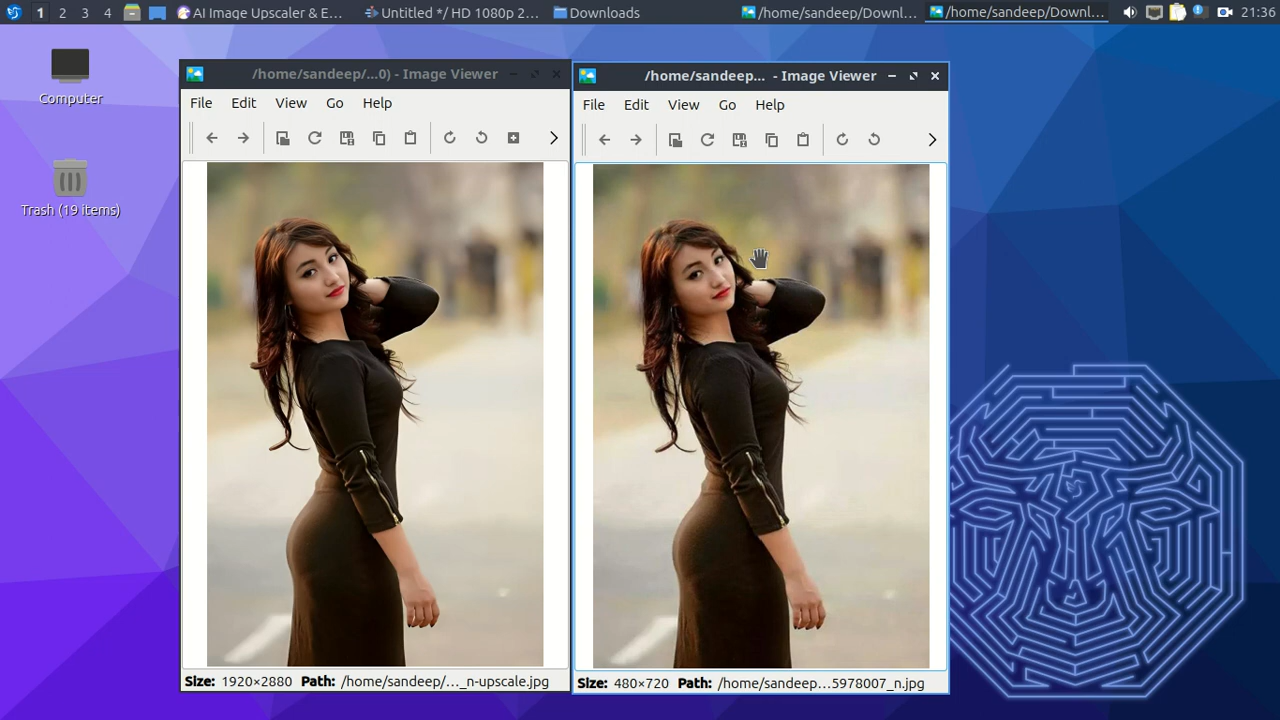 1 2 3 4 AI Image Upscaler & E... Untitled */ HD 1080p 2... Downloads /home/sandeep/Downl... /home/sandeep/Downl... 21:36
Computer
Trash (19 items)
/home/sandeep/...0) - Image Viewer
File Edit View Go Help
Size: 1920×2880 Path: /home/sandeep/..._n-upscale.jpg
/home/sandeep... - Image Viewer
File Edit View Go Help
Size: 480×720 Path: /home/sandeep...5978007_n.jpg